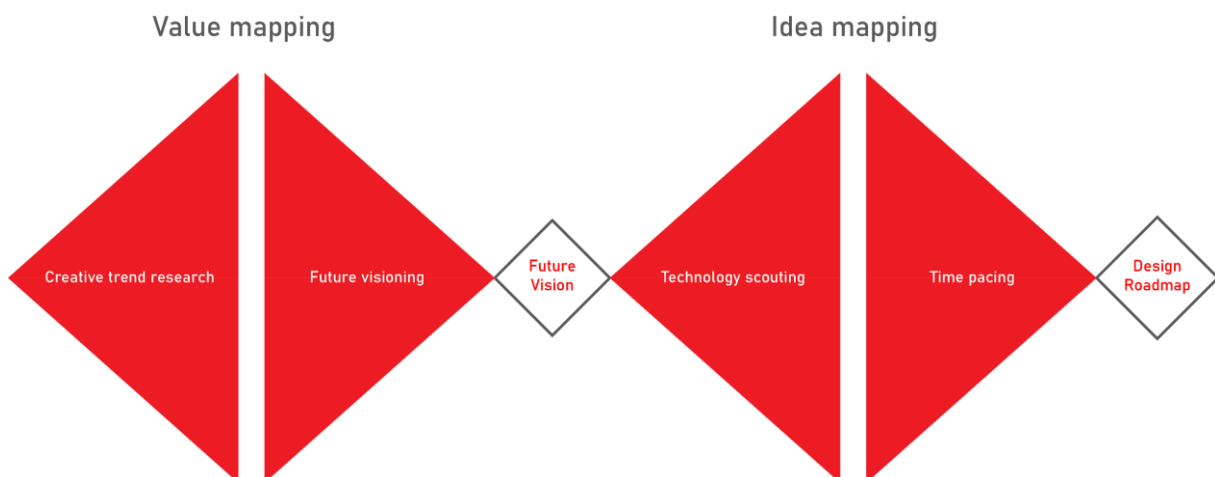 Value mapping
Idea mapping
Creative trend research
Future visioning
Future
Vision
Technology scouting
Time pacing
Design
Roadmap